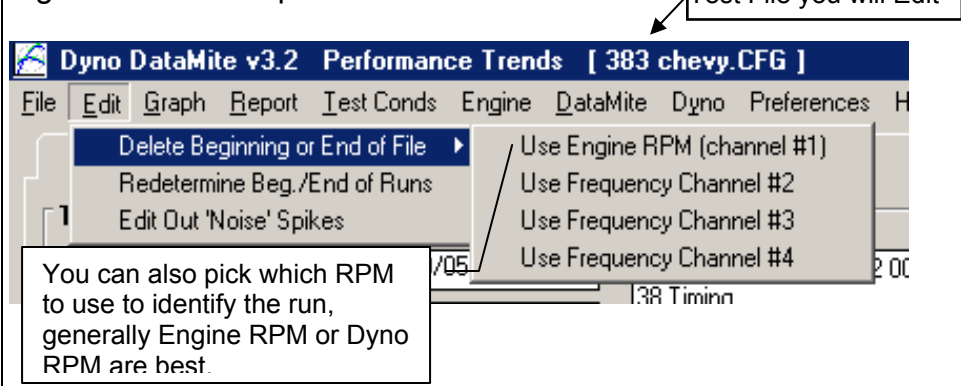 Test File you will Edit
Dyno DataMite v3.2 Performance Trends [ 383 chevy.CFG ]
File Edit Graph Report Test Conds Engine DataMite Dyno Preferences H
Delete Beginning or End of File
Redetermine Beg./End of Runs
Edit Out 'Noise' Spikes
Use Engine RPM (channel #1)
Use Frequency Channel #2
Use Frequency Channel #3
Use Frequency Channel #4
/05
2 00
38 Timing
You can also pick which RPM
to use to identify the run,
generally Engine RPM or Dyno
RPM are best.